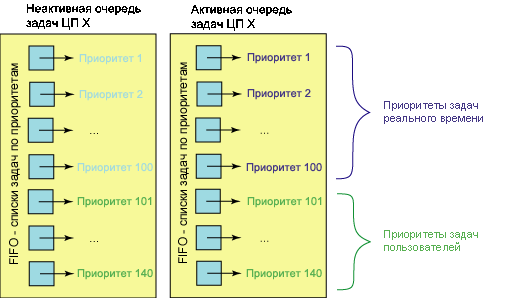 Неактивная очередь
задач ЦП X
FIFO - списки задач по приоритетам
Приоритет 1
Приоритет 2
...
Приоритет 100
Приоритет 101
...
Приоритет 140
Активная очередь
задач ЦП X
FIFO - списки задач по приоритетам
Приоритет 1
Приоритет 2
...
Приоритет 100
Приоритет 101
...
Приоритет 140
Приоритеты задач
реального времени
Приоритеты задач
пользователей